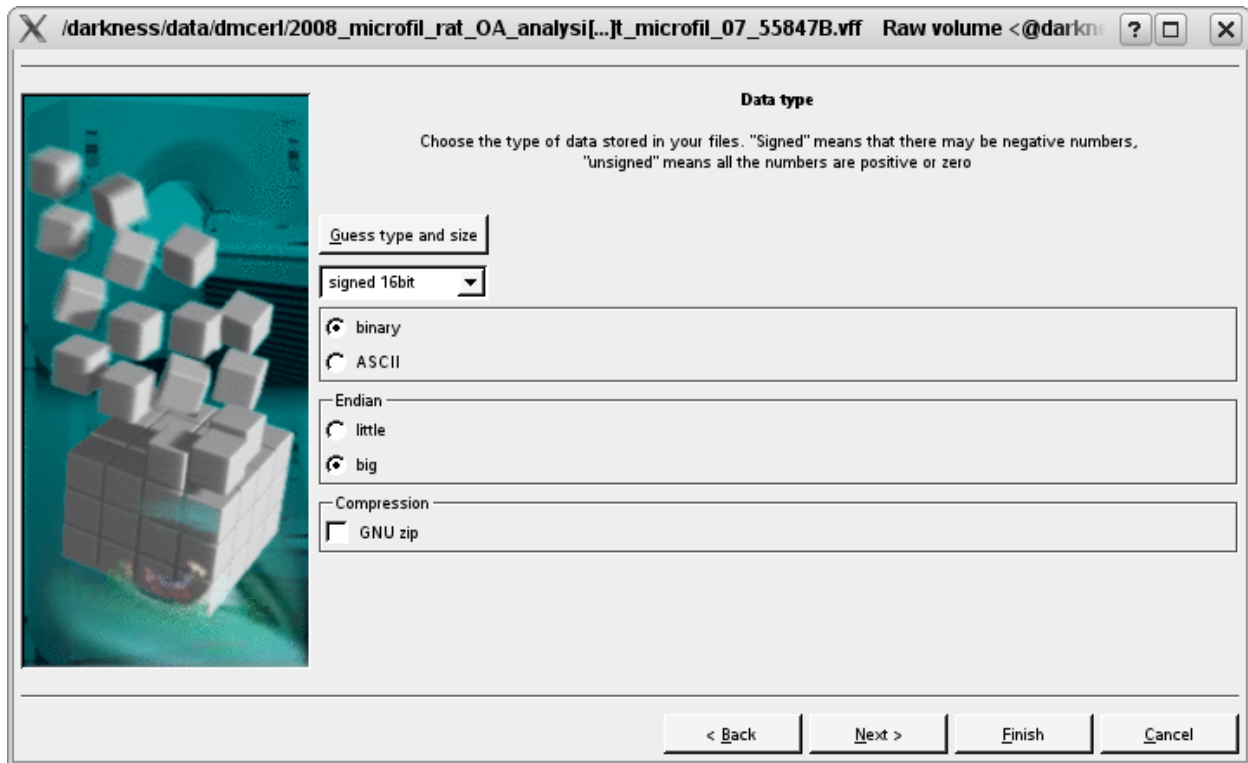 /darkness/data/dmcerl/2008_microfil_rat_OA_analysi[...]t_microfil_07_55847B.vff Raw volume <@darkn
Data type
Choose the type of data stored in your files. "Signed" means that there may be negative numbers,
"unsigned" means all the numbers are positive or zero
Guess type and size
signed 16bit
binary
ASCII
Endian
little
big
Compression
GNU zip
< Back
Next >
Finish
Cancel